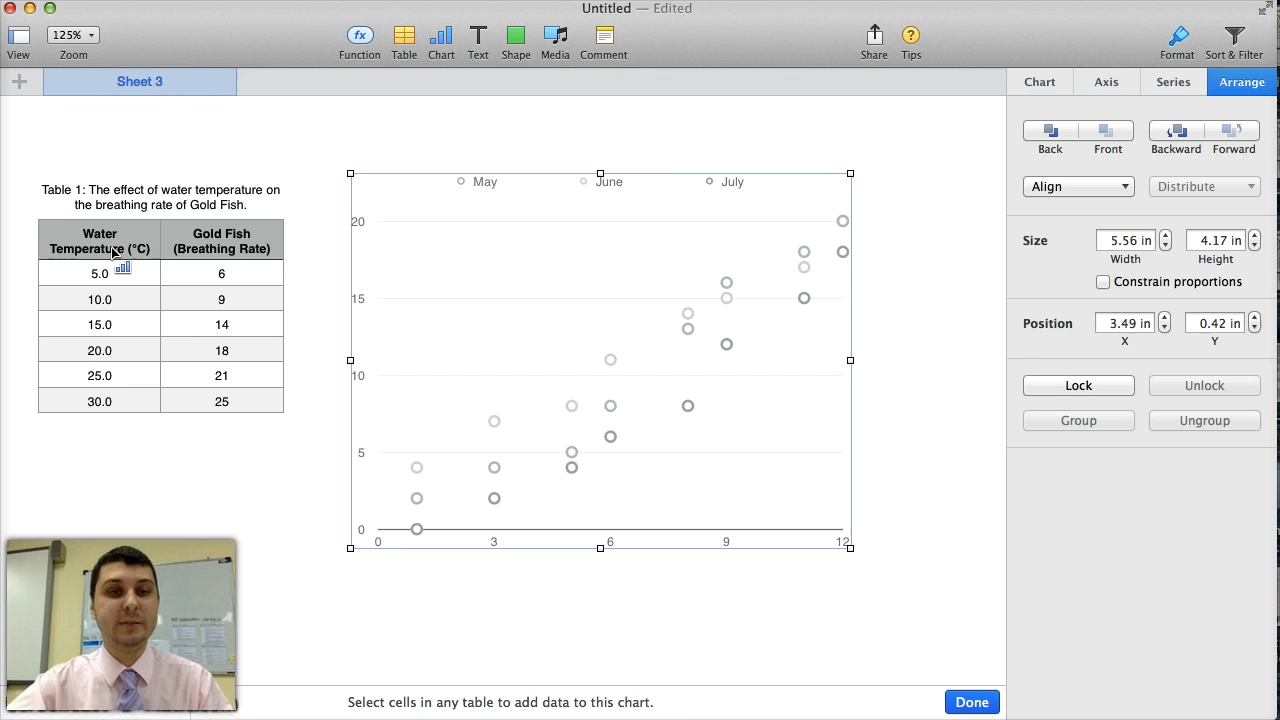 Untitled — Edited
125%
View
Zoom
fx
Function
Table
Chart
Text
Shape
Media
Comment
Share
?
Tips
Format
Sort & Filter
Sheet 3
Chart
Axis
Series
Arrange
Back
Front
Backward
Forward
Align
Distribute
Size
5.56 in
4.17 in
Width
Height
Constrain proportions
Position
3.49 in
0.42 in
X
Y
Lock
Unlock
Group
Ungroup
Table 1: The effect of water temperature on
the breathing rate of Gold Fish.
Water
Temperature (°C)
Gold Fish
(Breathing Rate)
5.0 6
10.0 9
15.0 14
20.0 18
25.0 21
30.0 25
May June July
20
15
10
5
0
0 3 6 9 12
Select cells in any table to add data to this chart.
Done